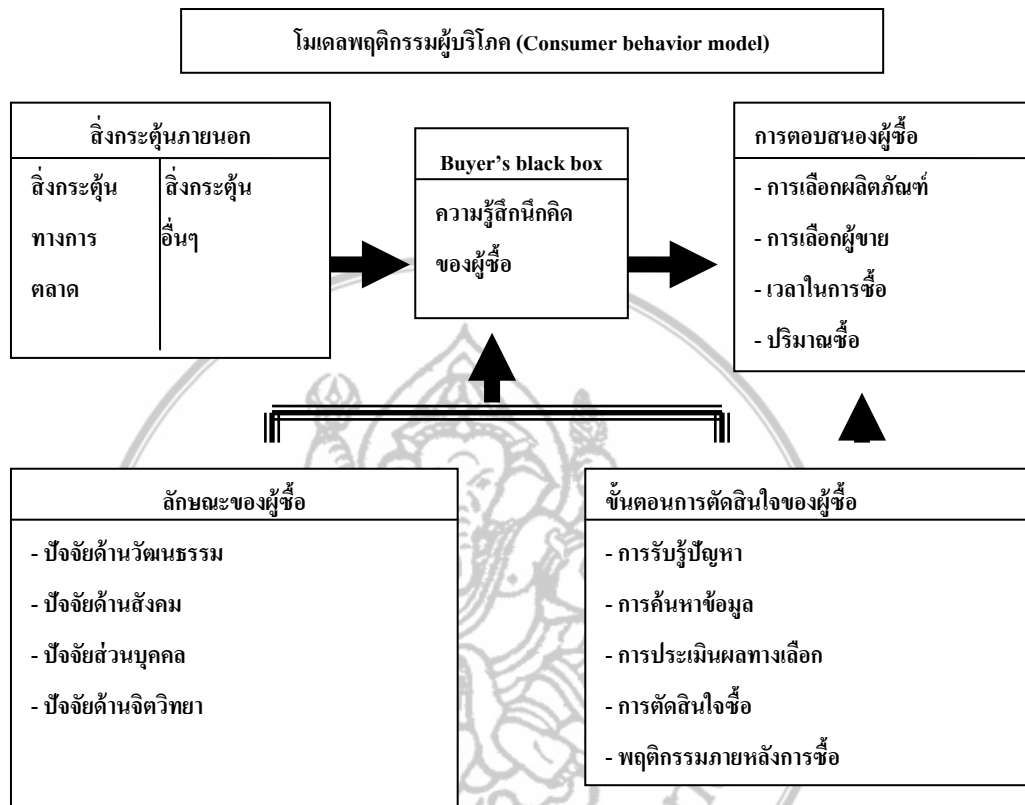 โมเดลพฤติกรรมผู้บริโภค (Consumer behavior model)
สิ่งกระตุ้นภายนอก
สิ่งกระตุ้น
ทางการ
ตลาด
สิ่งกระตุ้น
อื่นๆ
Buyer’s black box
ความรู้สึกนึกคิด
ของผู้ซื้อ
การตอบสนองผู้ซื้อ
- การเลือกผลิตภัณฑ์
- การเลือกผู้ขาย
- เวลาในการซื้อ
- ปริมาณซื้อ
ลักษณะของผู้ซื้อ
- ปัจจัยด้านวัฒนธรรม
- ปัจจัยด้านสังคม
- ปัจจัยส่วนบุคคล
- ปัจจัยด้านจิตวิทยา
ขั้นตอนการตัดสินใจของผู้ซื้อ
- การรับรู้ปัญหา
- การค้นหาข้อมูล
- การประเมินผลทางเลือก
- การตัดสินใจซื้อ
- พฤติกรรมภายหลังการซื้อ